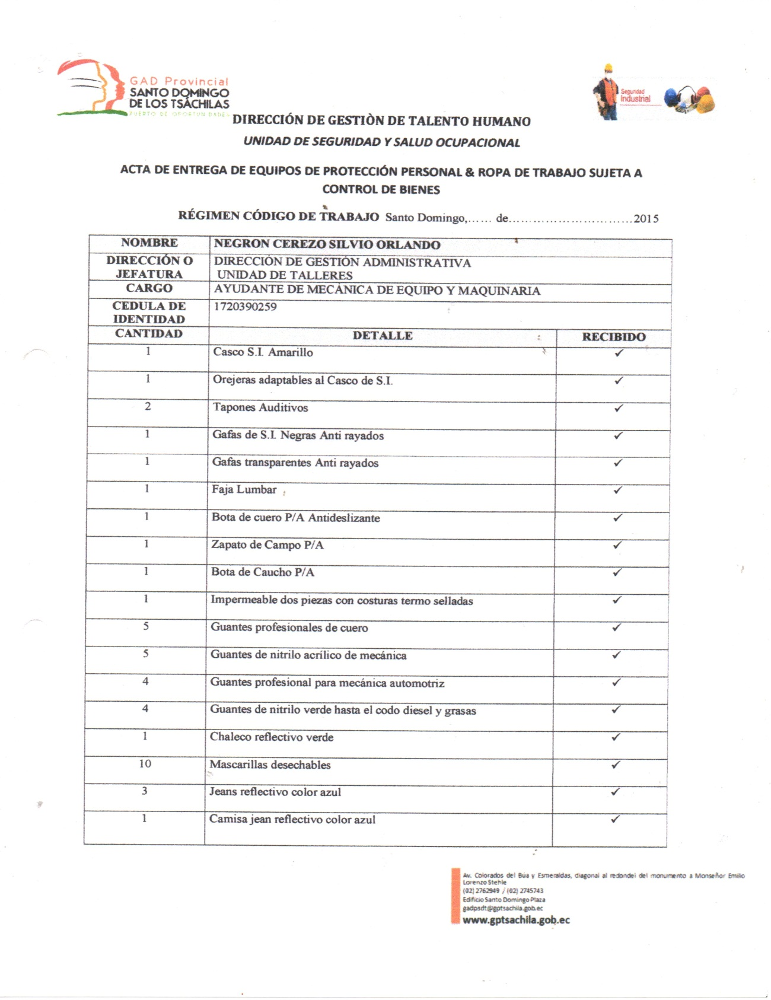 GAD Provincial
SANTO DOMINGO
DE LOS TSÁCHILAS
PUERTO DE OPORTUNIDADES
Seguridad
Industrial
DIRECCIÓN DE GESTIÒN DE TALENTO HUMANO
UNIDAD DE SEGURIDAD Y SALUD OCUPACIONAL
ACTA DE ENTREGA DE EQUIPOS DE PROTECCIÓN PERSONAL & ROPA DE TRABAJO SUJETA A
CONTROL DE BIENES
RÉGIMEN CÓDIGO DE TRABAJO Santo Domingo,...... de..............................2015
NOMBRE NEGRON CEREZO SILVIO ORLANDO
DIRECCIÓN O JEFATURA DIRECCIÓN DE GESTIÓN ADMINISTRATIVA
UNIDAD DE TALLERES
CARGO AYUDANTE DE MECÁNICA DE EQUIPO Y MAQUINARIA
CEDULA DE IDENTIDAD 1720390259
CANTIDAD DETALLE RECIBIDO
1 Casco S.I. Amarillo ✓
1 Orejeras adaptables al Casco de S.I. ✓
2 Tapones Auditivos ✓
1 Gafas de S.I. Negras Anti rayados ✓
1 Gafas transparentes Anti rayados ✓
1 Faja Lumbar ✓
1 Bota de cuero P/A Antideslizante ✓
1 Zapato de Campo P/A ✓
1 Bota de Caucho P/A ✓
1 Impermeable dos piezas con costuras termo selladas ✓
5 Guantes profesionales de cuero ✓
5 Guantes de nitrilo acrílico de mecánica ✓
4 Guantes profesional para mecánica automotriz ✓
4 Guantes de nitrilo verde hasta el codo diesel y grasas ✓
1 Chaleco reflectivo verde ✓
10 Mascarillas desechables ✓
3 Jeans reflectivo color azul ✓
1 Camisa jean reflectivo color azul ✓
Av. Colorados del Búa y Esmeraldas, diagonal al redondel del monumento a Monseñor Emilio
Lorenzo Stehle
(02) 2762949 / (02) 2745743
Edificio Santo Domingo Plaza
gadpsdt@gptsachila.gob.ec
www.gptsachila.gob.ec